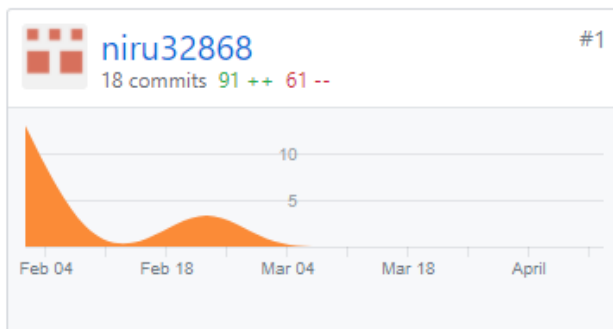 niru32868 #1
18 commits 91 ++ 61 --
10
5
Feb 04 Feb 18 Mar 04 Mar 18 April